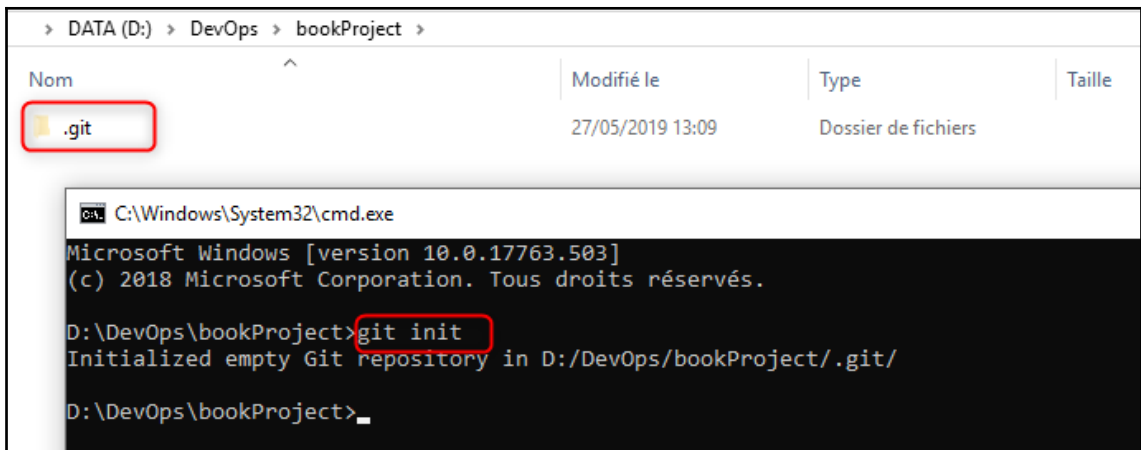 > DATA (D:) > DevOps > bookProject >
Nom Modifié le Type Taille
.git 27/05/2019 13:09 Dossier de fichiers
C:\Windows\System32\cmd.exe
Microsoft Windows [version 10.0.17763.503]
(c) 2018 Microsoft Corporation. Tous droits réservés.
D:\DevOps\bookProject>git init
Initialized empty Git repository in D:/DevOps/bookProject/.git/
D:\DevOps\bookProject>